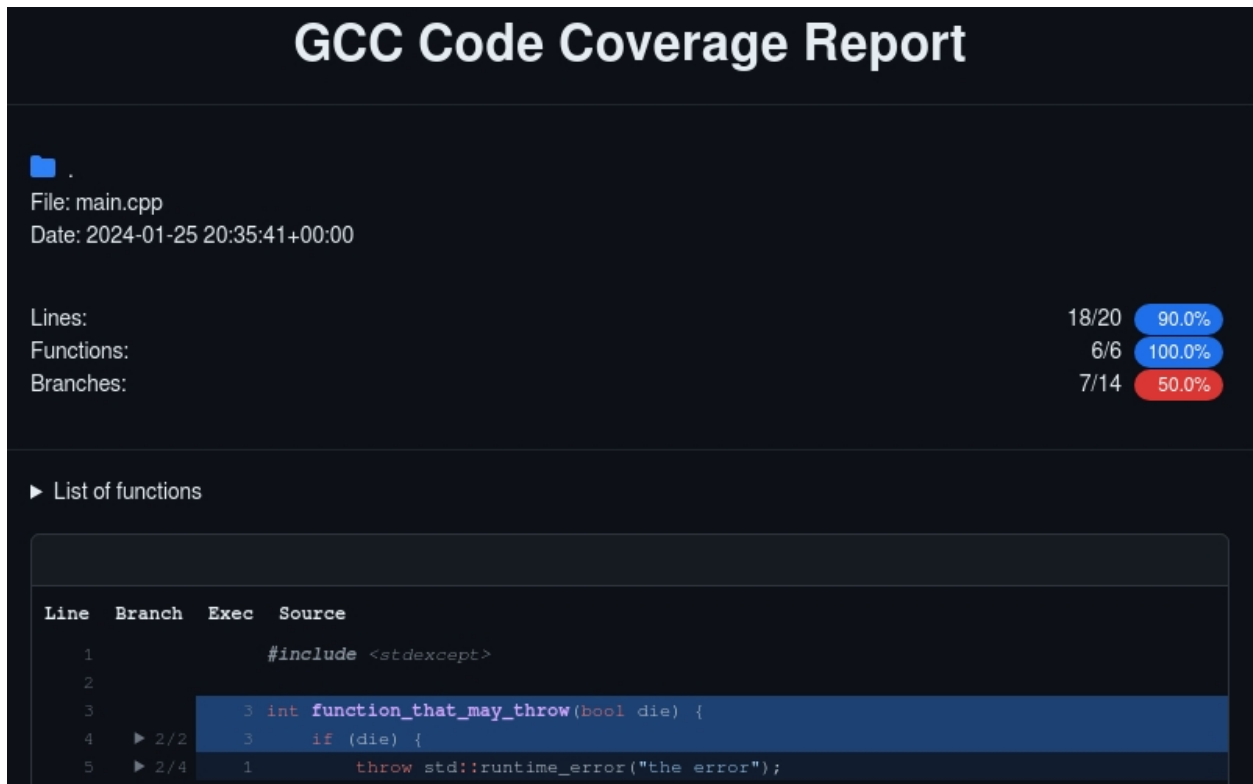 GCC Code Coverage Report
.
File: main.cpp
Date: 2024-01-25 20:35:41+00:00
Lines: 18/20 90.0%
Functions: 6/6 100.0%
Branches: 7/14 50.0%
▶ List of functions
Line Branch Exec Source
1 #include <stdexcept>
2
3 3 int function_that_may_throw(bool die) {
4 ▶ 2/2 3 if (die) {
5 ▶ 2/4 1 throw std::runtime_error("the error");